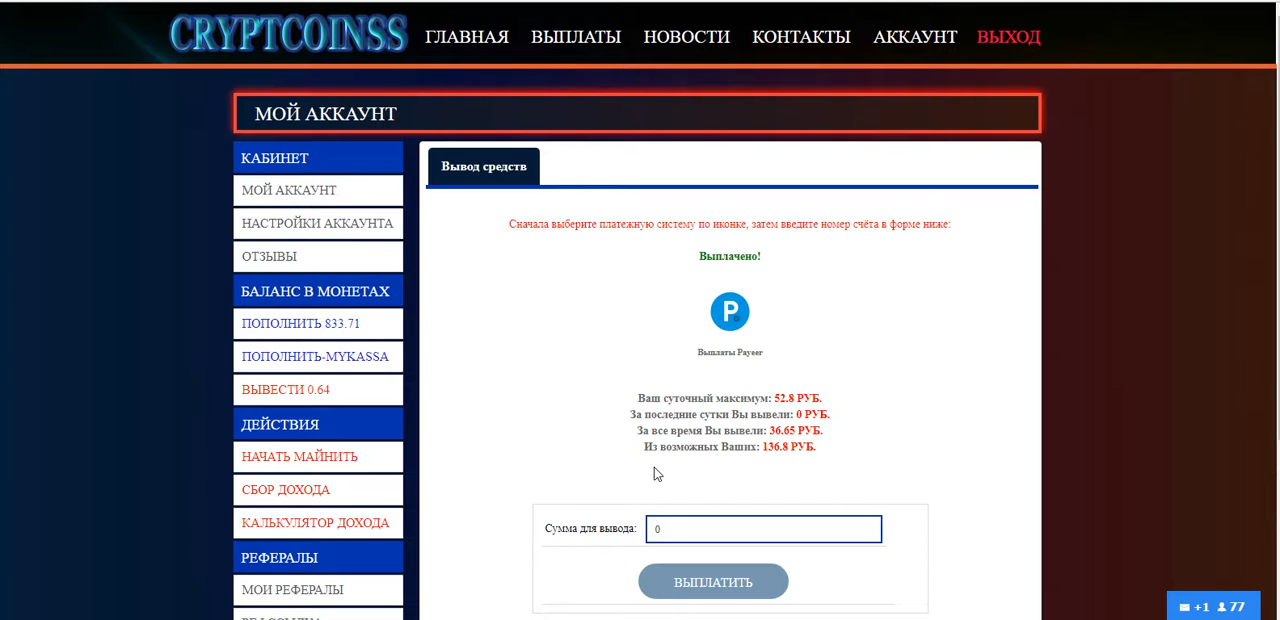 CRYPTCOINSS ГЛАВНАЯ ВЫПЛАТЫ НОВОСТИ КОНТАКТЫ АККАУНТ ВЫХОД
МОЙ АККАУНТ
КАБИНЕТ
МОЙ АККАУНТ
НАСТРОЙКИ АККАУНТА
ОТЗЫВЫ
БАЛАНС В МОНЕТАХ
ПОПОЛНИТЬ 833.71
ПОПОЛНИТЬ-MYKASSA
ВЫВЕСТИ 0.64
ДЕЙСТВИЯ
НАЧАТЬ МАЙНИТЬ
СБОР ДОХОДА
КАЛЬКУЛЯТОР ДОХОДА
РЕФЕРАЛЫ
МОИ РЕФЕРАЛЫ
Вывод средств
Сначала выберите платежную систему по иконке, затем введите номер счёта в форме ниже:
Выплачено!
P
Выплаты Payeer
Ваш суточный максимум: 52.8 РУБ.
За последние сутки Вы вывели: 0 РУБ.
За все время Вы вывели: 36.65 РУБ.
Из возможных Ваших: 136.8 РУБ.
Сумма для вывода: 0
ВЫПЛАТИТЬ
+1 77